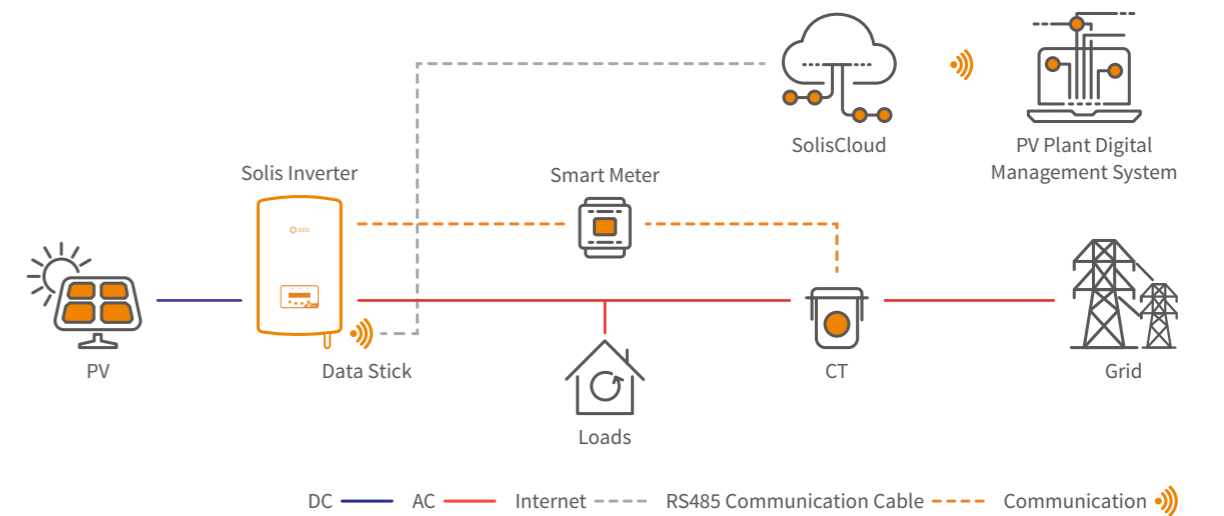 SolisCloud
PV Plant Digital
Management System
Solis Inverter
Smart Meter
solis
PV
Data Stick
Loads
CT
Grid
DC
AC
Internet
RS485 Communication Cable
Communication